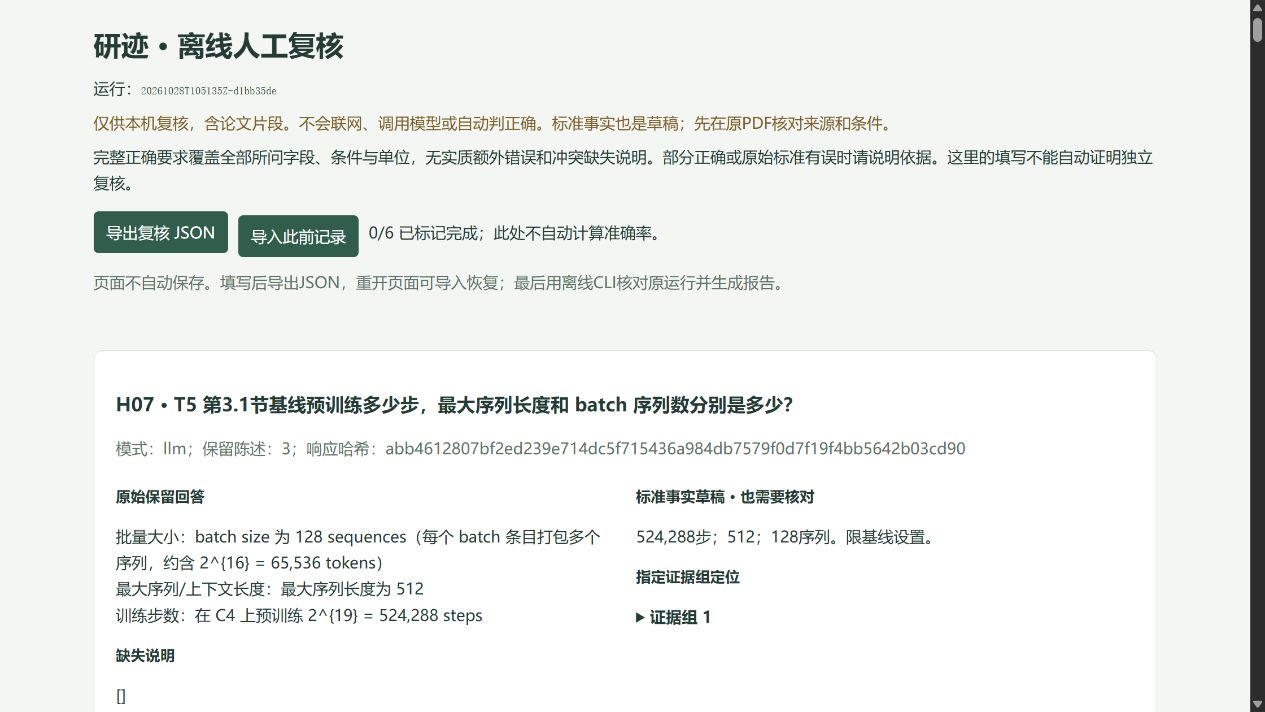 研迹 · 离线人工复核
运行：20261028T105135Z-d1bb35de
仅供本机复核，含论文片段。不会联网、调用模型或自动判正确。标准事实也是草稿；先在原PDF核对来源和条件。
完整正确要求覆盖全部所问字段、条件与单位，无实质额外错误和冲突缺失说明。部分正确或原始标准有误时请说明依据。这里的填写不能自动证明独立
复核。
导出复核 JSON
导入此前记录
0/6 已标记完成；此处不自动计算准确率。
页面不自动保存。填写后导出JSON，重开页面可导入恢复；最后用离线CLI核对原运行并生成报告。
H07 · T5 第3.1节基线预训练多少步，最大序列长度和 batch 序列数分别是多少？
模式：llm；保留陈述：3；响应哈希：abb4612807bf2ed239e714dc5f715436a984db7579f0d7f19f4bb5642b03cd90
原始保留回答
批量大小：batch size 为 128 sequences（每个 batch 条目打包多个
序列，约含 2^{16} = 65,536 tokens）
最大序列/上下文长度：最大序列长度为 512
训练步数：在 C4 上预训练 2^{19} = 524,288 steps
缺失说明
[]
标准事实草稿 · 也需要核对
524,288步；512；128序列。限基线设置。
指定证据组定位
▶ 证据组 1